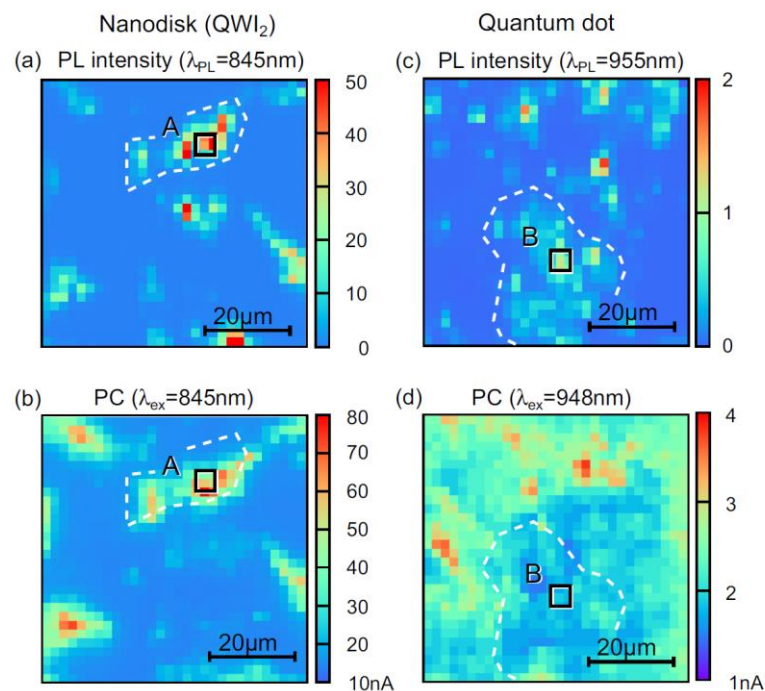 Nanodisk (QWI₂)
Quantum dot
(a) PL intensity (λPL=845nm)
50
40
30
20
10
0
A
20μm
(c) PL intensity (λPL=955nm)
2
1
0
B
20μm
(b) PC (λex=845nm)
80
70
60
50
40
30
20
10nA
A
20μm
(d) PC (λex=948nm)
4
3
2
1nA
B
20μm